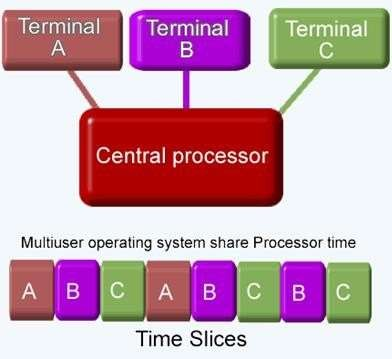 Terminal
A
Terminal
B
Terminal
C
Central processor
Multiuser operating system share Processor time
A B C A B C B C
Time Slices